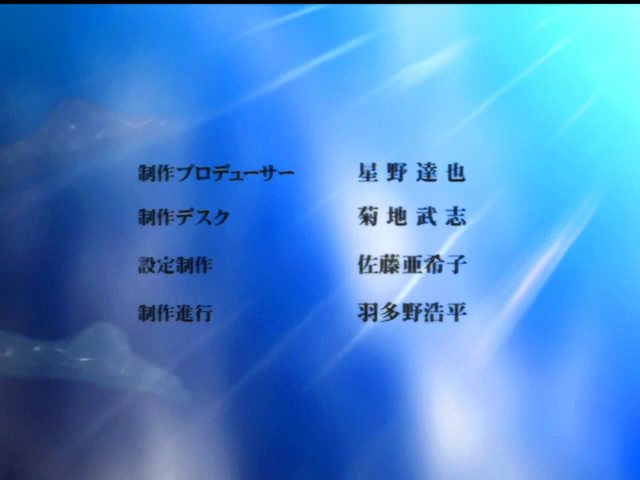 制作プロデューサー 星野達也
制作デスク 菊地武志
設定制作 佐藤亜希子
制作進行 羽多野浩平